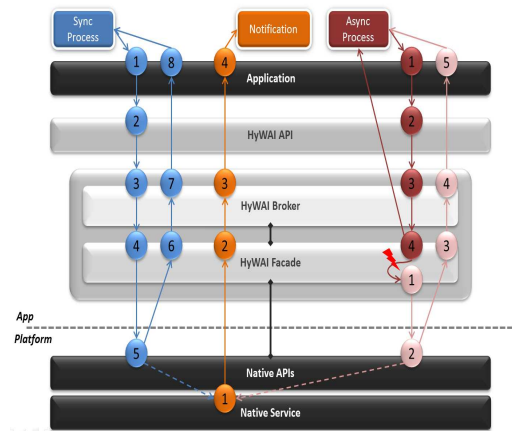 Sync
Process
Notification
Async
Process
1 8 4 1 5
Application
2 2
HyWAI API
3 7 3 3 4
HyWAI Broker
4 6 2 4 3
HyWAI Facade
1
App
Platform
5 2
Native APIs
1
Native Service